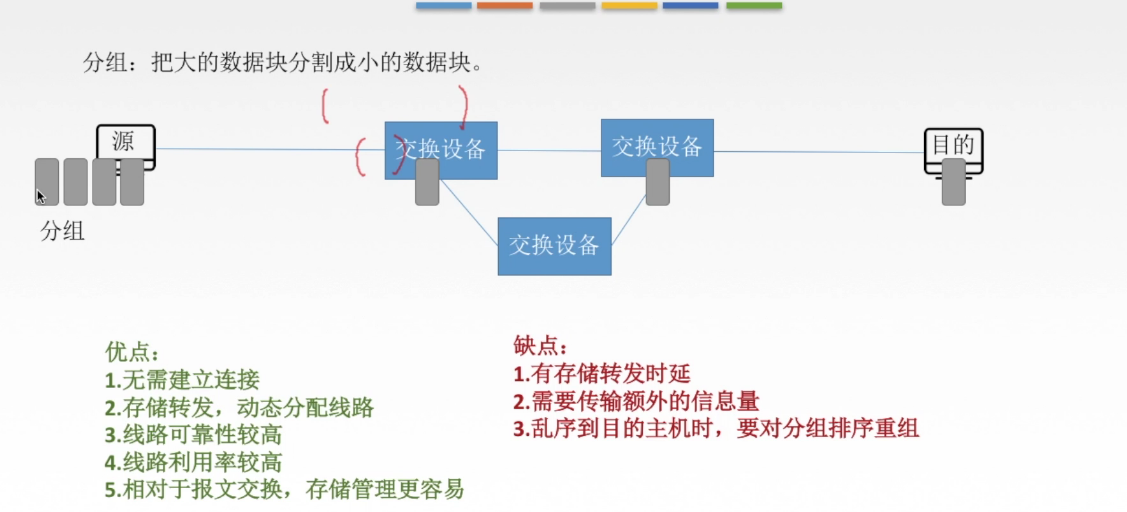 分组：把大的数据块分割成小的数据块。
源
交换设备
交换设备
目的
分组
交换设备
优点：
1.无需建立连接
2.存储转发，动态分配线路
3.线路可靠性较高
4.线路利用率较高
5.相对于报文交换，存储管理更容易
缺点：
1.有存储转发时延
2.需要传输额外的信息量
3.乱序到目的主机时，要对分组排序重组